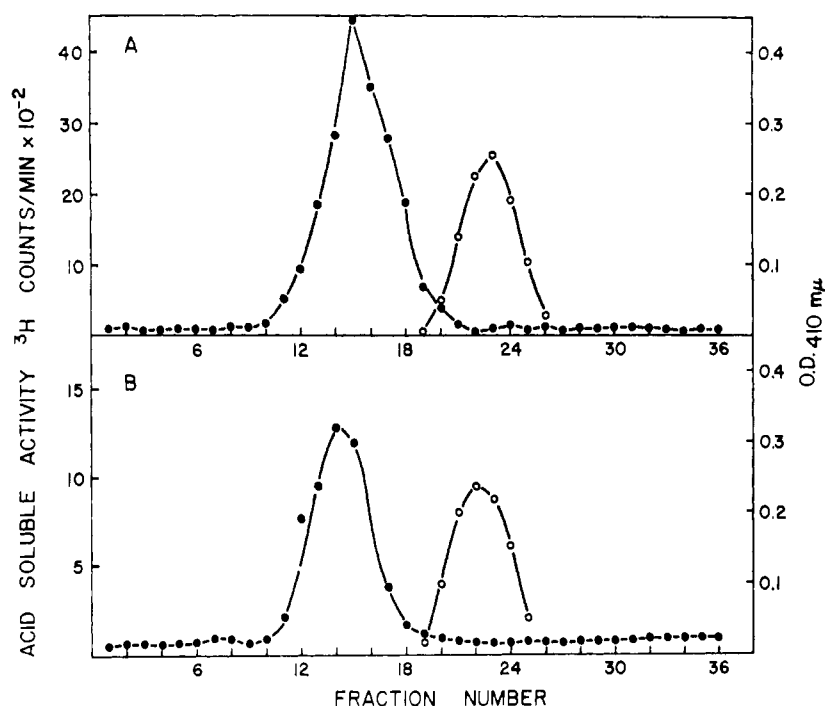 A
40
30
20
10
0.4
0.3
0.2
0.1
6 12 18 24 30 36
B
15
10
5
0.4
0.3
0.2
0.1
6 12 18 24 30 36
FRACTION NUMBER
ACID SOLUBLE ACTIVITY ³H COUNTS/MIN × 10⁻²
O.D. 410 mμ